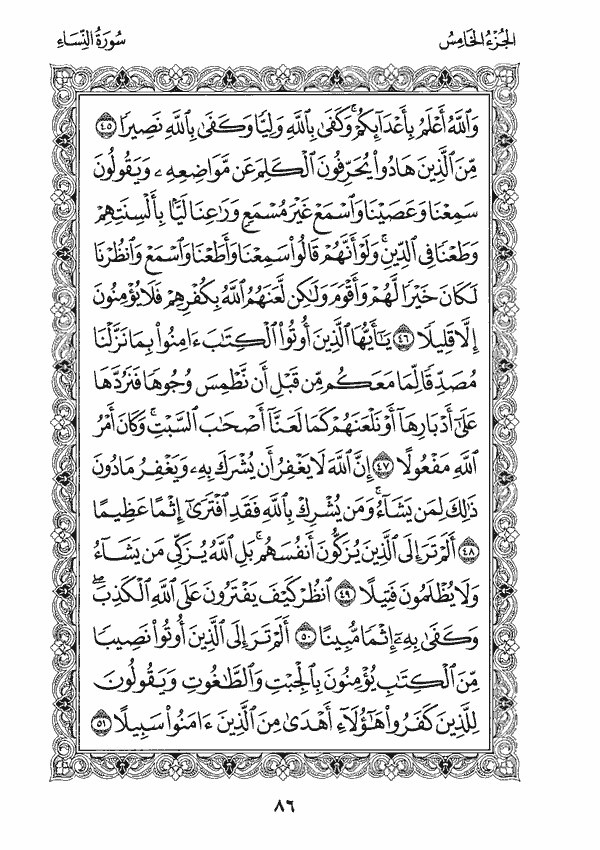 الجزء الخامس
سورة النساء
وَٱللَّهُ أَعْلَمُ بِأَعْدَآئِكُمْ ۚ وَكَفَىٰ بِٱللَّهِ وَلِيًّا وَكَفَىٰ بِٱللَّهِ نَصِيرًا ٤٥
مِّنَ ٱلَّذِينَ هَادُوا۟ يُحَرِّفُونَ ٱلْكَلِمَ عَن مَّوَاضِعِهِۦ وَيَقُولُونَ
سَمِعْنَا وَعَصَيْنَا وَٱسْمَعْ غَيْرَ مُسْمَعٍ وَرَٰعِنَا لَيًّۢا بِأَلْسِنَتِهِمْ
وَطَعْنًا فِى ٱلدِّينِ ۚ وَلَوْ أَنَّهُمْ قَالُوا۟ سَمِعْنَا وَأَطَعْنَا وَٱسْمَعْ وَٱنظُرْنَا
لَكَانَ خَيْرًا لَّهُمْ وَأَقْوَمَ وَلَٰكِن لَّعَنَهُمُ ٱللَّهُ بِكُفْرِهِمْ فَلَا يُؤْمِنُونَ
إِلَّا قَلِيلًا ٤٦ يَٰٓأَيُّهَا ٱلَّذِينَ أُوتُوا۟ ٱلْكِتَٰبَ ءَامِنُوا۟ بِمَا نَزَّلْنَا
مُصَدِّقًا لِّمَا مَعَكُم مِّن قَبْلِ أَن نَّطْمِسَ وُجُوهًا فَنَرُدَّهَا
عَلَىٰٓ أَدْبَارِهَآ أَوْ نَلْعَنَهُمْ كَمَا لَعَنَّآ أَصْحَٰبَ ٱلسَّبْتِ ۚ وَكَانَ أَمْرُ
ٱللَّهِ مَفْعُولًا ٤٧ إِنَّ ٱللَّهَ لَا يَغْفِرُ أَن يُشْرَكَ بِهِۦ وَيَغْفِرُ مَا دُونَ
ذَٰلِكَ لِمَن يَشَآءُ ۚ وَمَن يُشْرِكْ بِٱللَّهِ فَقَدِ ٱفْتَرَىٰٓ إِثْمًا عَظِيمًا
٤٨ أَلَمْ تَرَ إِلَى ٱلَّذِينَ يُزَكُّونَ أَنفُسَهُم ۚ بَلِ ٱللَّهُ يُزَكِّى مَن يَشَآءُ
وَلَا يُظْلَمُونَ فَتِيلًا ٤٩ ٱنظُرْ كَيْفَ يَفْتَرُونَ عَلَى ٱللَّهِ ٱلْكَذِبَ ۖ
وَكَفَىٰ بِهِۦٓ إِثْمًا مُّبِينًا ٥٠ أَلَمْ تَرَ إِلَى ٱلَّذِينَ أُوتُوا۟ نَصِيبًا
مِّنَ ٱلْكِتَٰبِ يُؤْمِنُونَ بِٱلْجِبْتِ وَٱلطَّٰغُوتِ وَيَقُولُونَ
لِلَّذِينَ كَفَرُوا۟ هَٰٓؤُلَآءِ أَهْدَىٰ مِنَ ٱلَّذِينَ ءَامَنُوا۟ سَبِيلًا ٥١
٨٦